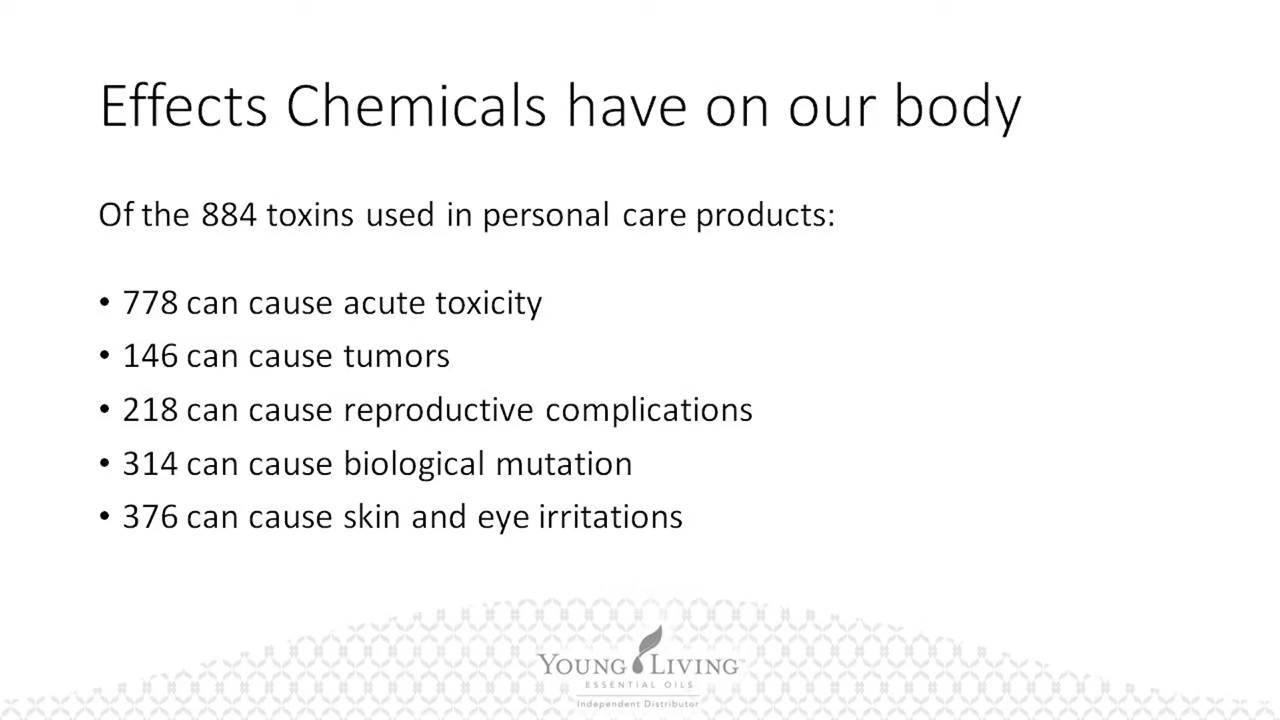 Effects Chemicals have on our body
Of the 884 toxins used in personal care products:
• 778 can cause acute toxicity
• 146 can cause tumors
• 218 can cause reproductive complications
• 314 can cause biological mutation
• 376 can cause skin and eye irritations
YOUNG LIVING™
ESSENTIAL OILS
Independent Distributor